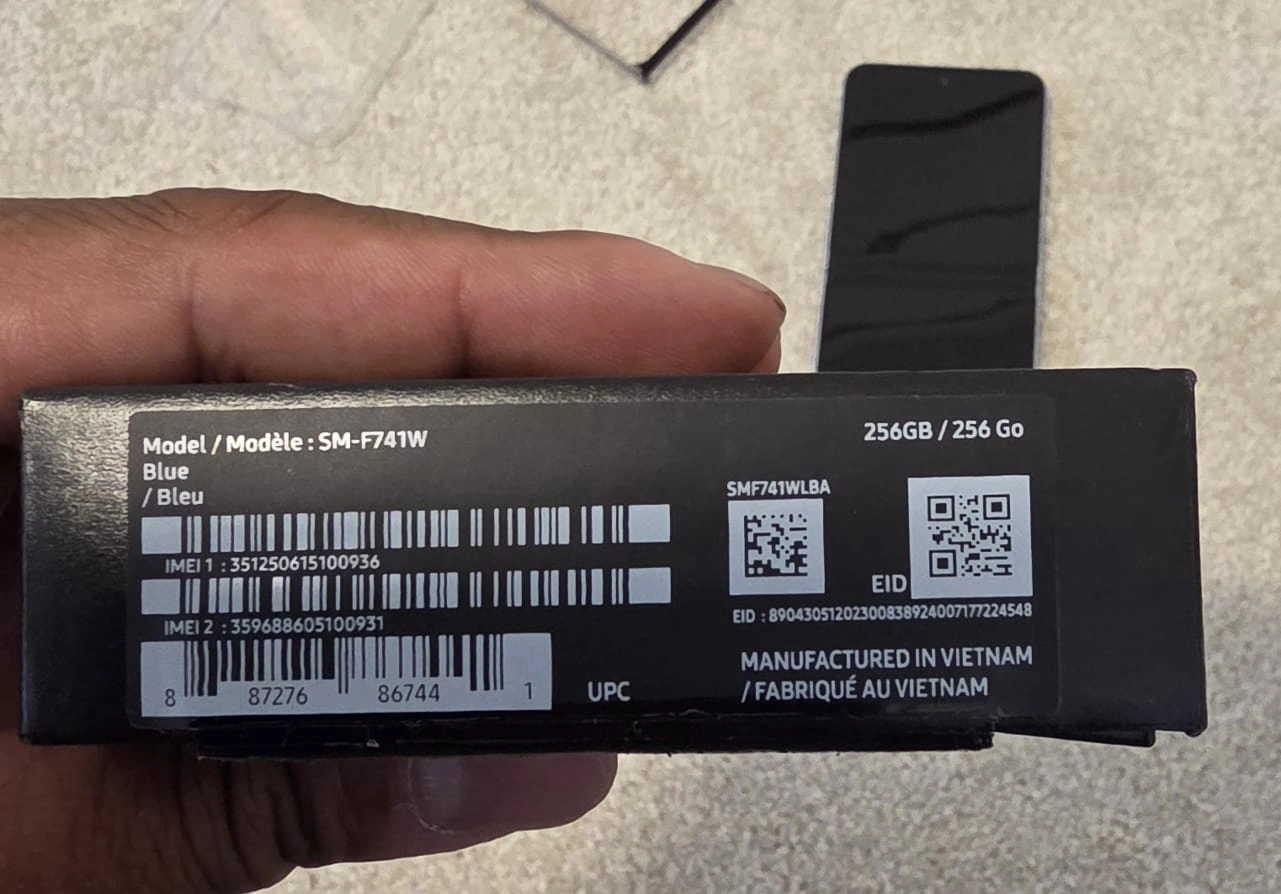 Model / Modèle : SM-F741W
Blue
/ Bleu
256GB / 256 Go
IMEI 1 : 351250615100936
IMEI 2 : 359688605100931
8 87276 86744 1
UPC
SMF741WLBA
EID
EID : 89043051202300838924007177224548
MANUFACTURED IN VIETNAM
/ FABRIQUÉ AU VIETNAM